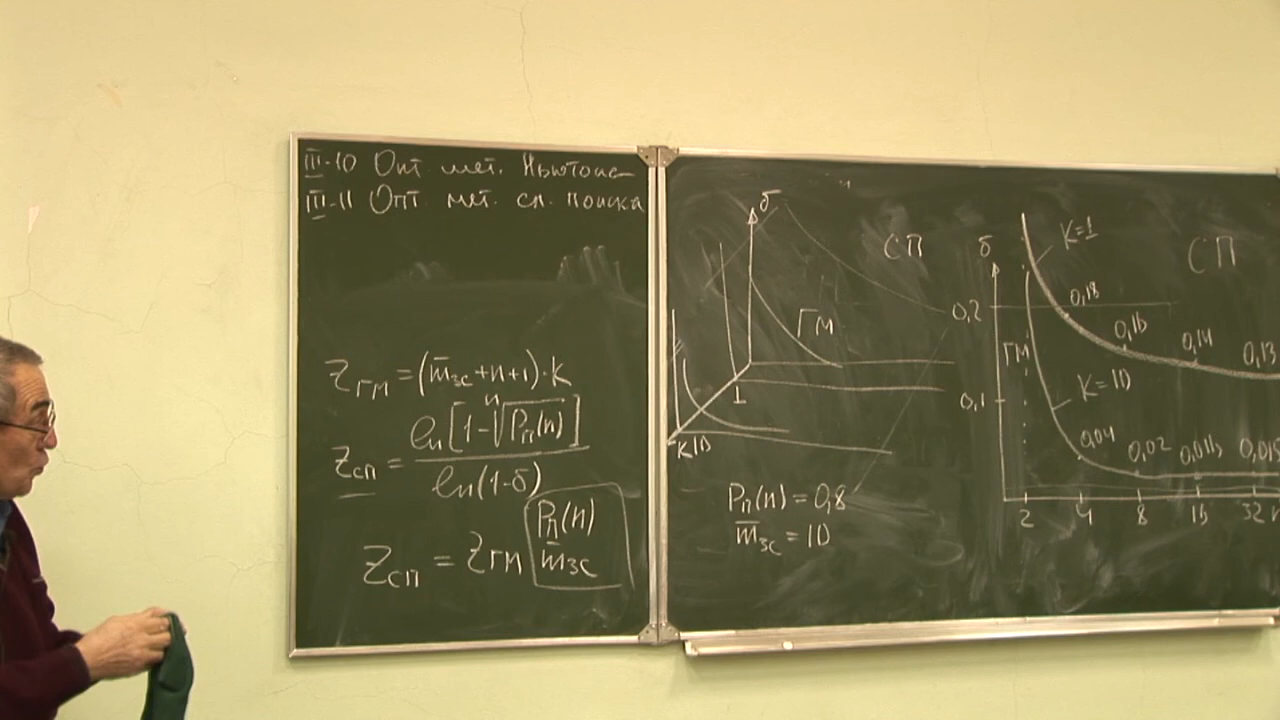 III-10 Опт. мет. Ньютона
III-11 Опт. мет. сл. поиска
Z_ГМ = (m̄_зс + n + 1)·K
Z_СП = ln[1 - ⁿ√P_П(n)] / ln(1-δ)
Z_СП = Z_ГМ
P_П(n)
m̄_зс
δ
СП
ГМ
1
K 10
P_П(n) = 0,8
m̄_зс = 10
δ
K=1
СП
0,2
0,18
0,16
0,14
0,13
ГМ
K=10
0,1
0,04
0,02
0,016
0,015
2 4 8 16 32 n